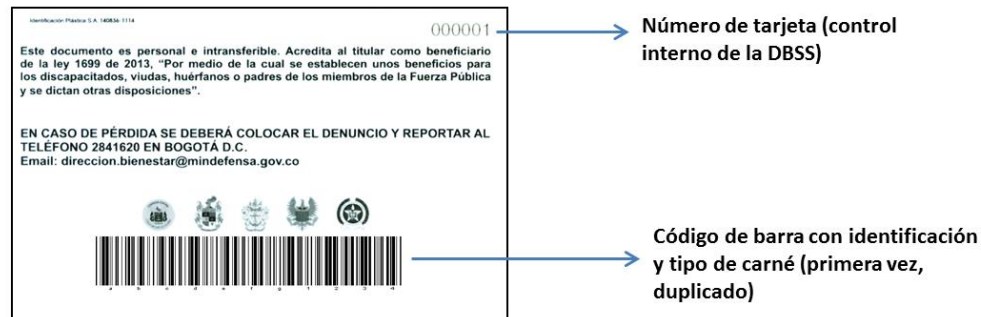 Identificación Plástica S.A. 140834-1114
000001
Este documento es personal e intransferible. Acredita al titular como beneficiario
de la ley 1699 de 2013, “Por medio de la cual se establecen unos beneficios para
los discapacitados, viudas, huérfanos o padres de los miembros de la Fuerza Pública
y se dictan otras disposiciones”.
EN CASO DE PÉRDIDA SE DEBERÁ COLOCAR EL DENUNCIO Y REPORTAR AL
TELÉFONO 2841620 EN BOGOTÁ D.C.
Email: direccion.bienestar@mindefensa.gov.co
a b c d e f g 1 2 3 4
Número de tarjeta (control
interno de la DBSS)
Código de barra con identificación
y tipo de carné (primera vez,
duplicado)